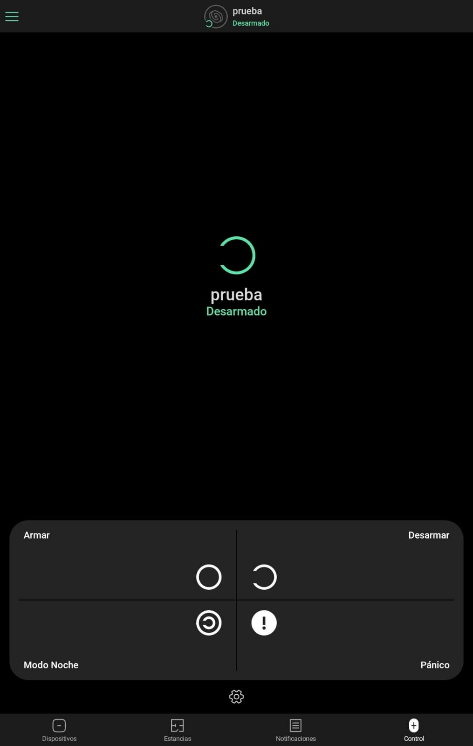 prueba
Desarmado
prueba
Desarmado
Armar
Desarmar
Modo Noche
Pánico
Dispositivos
Estancias
Notificaciones
Control